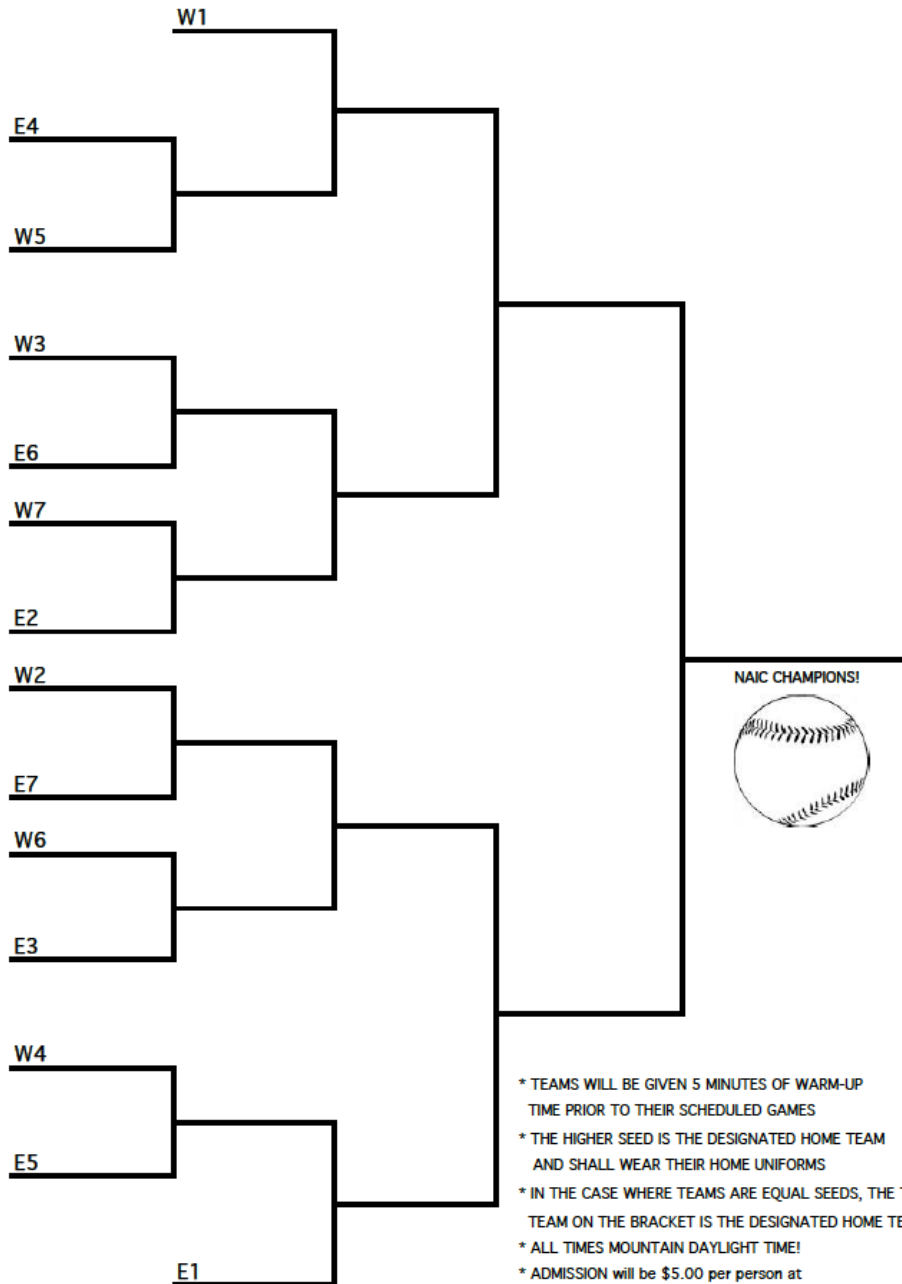 W1
E4
W5
W3
E6
W7
E2
W2
E7
W6
E3
W4
E5
E1
NAIC CHAMPIONS!
* TEAMS WILL BE GIVEN 5 MINUTES OF WARM-UP
TIME PRIOR TO THEIR SCHEDULED GAMES
* THE HIGHER SEED IS THE DESIGNATED HOME TEAM
AND SHALL WEAR THEIR HOME UNIFORMS
* IN THE CASE WHERE TEAMS ARE EQUAL SEEDS, THE
TEAM ON THE BRACKET IS THE DESIGNATED HOME
* ALL TIMES MOUNTAIN DAYLIGHT TIME!
* ADMISSION will be $5.00 per person at